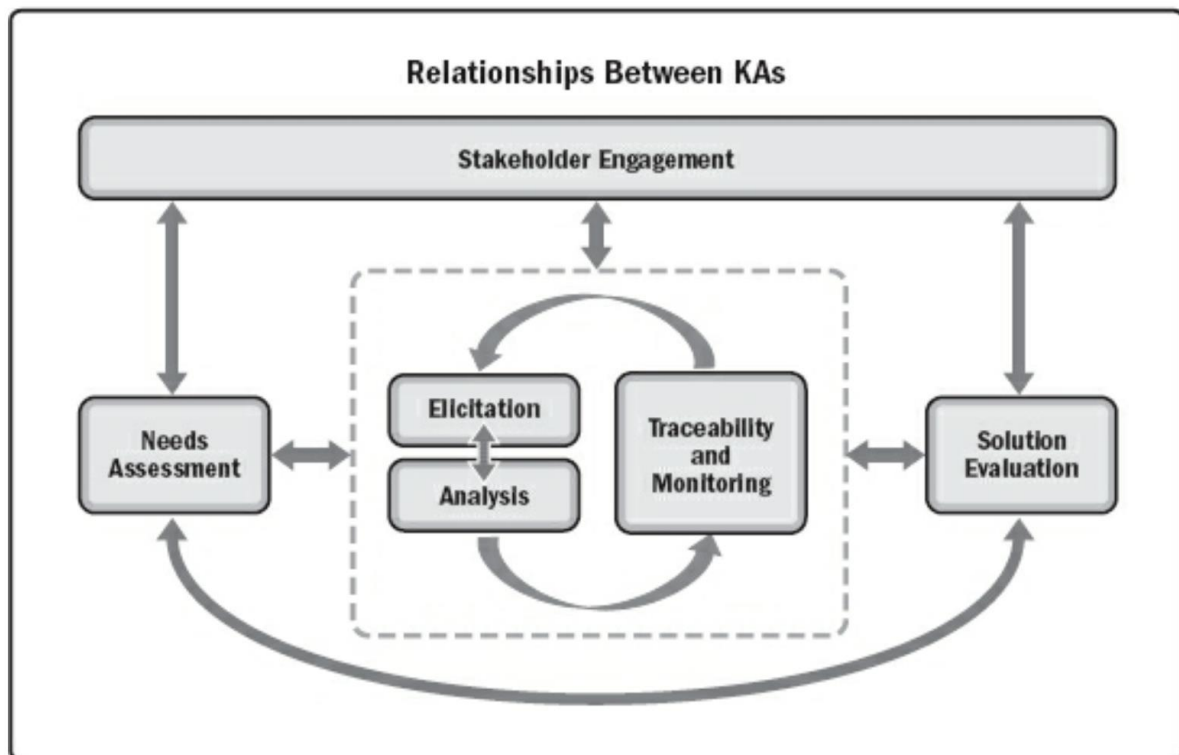 Relationships Between KAs
Stakeholder Engagement
Needs
Assessment
Elicitation
Analysis
Traceability
and
Monitoring
Solution
Evaluation